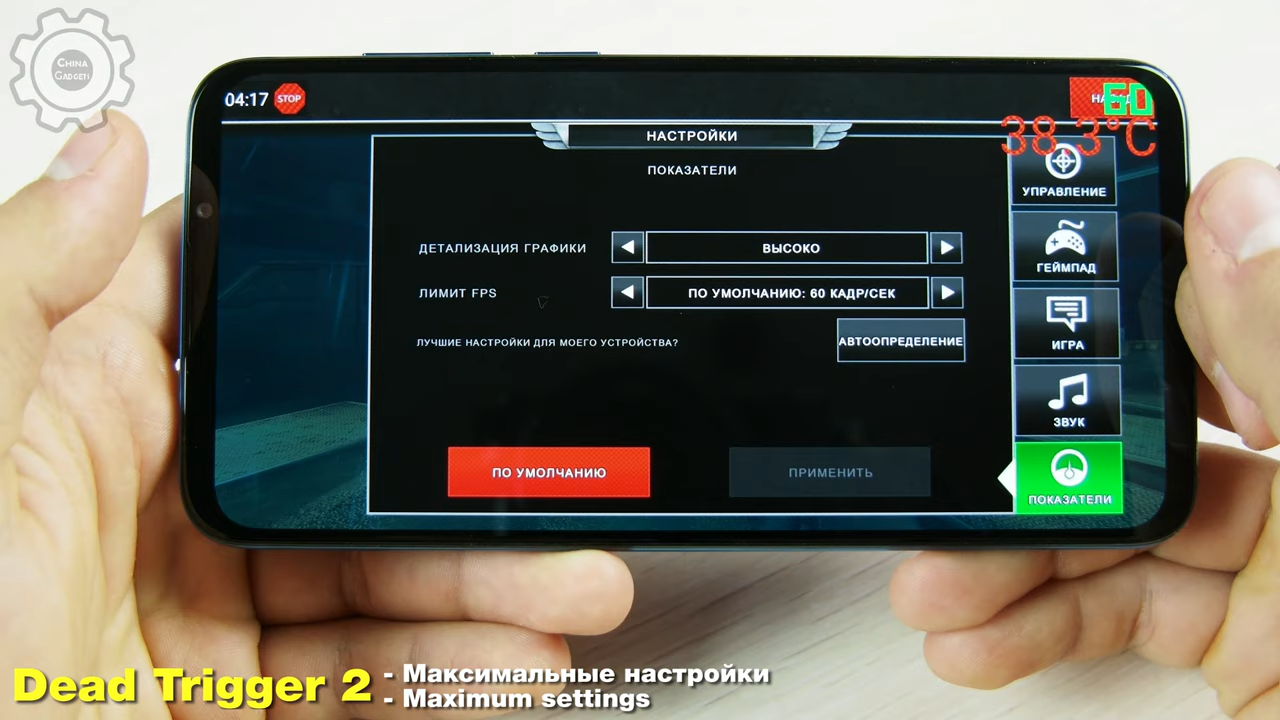 CHINA
GADGETS
04:17 STOP
60
38.3°C
НАСТРОЙКИ
ПОКАЗАТЕЛИ
ДЕТАЛИЗАЦИЯ ГРАФИКИ
ВЫСОКО
ЛИМИТ FPS
ПО УМОЛЧАНИЮ: 60 КАДР/СЕК
ЛУЧШИЕ НАСТРОЙКИ ДЛЯ МОЕГО УСТРОЙСТВА?
АВТООПРЕДЕЛЕНИЕ
ПО УМОЛЧАНИЮ
ПРИМЕНИТЬ
УПРАВЛЕНИЕ
ГЕЙМПАД
ИГРА
ЗВУК
ПОКАЗАТЕЛИ
Dead Trigger 2
- Максимальные настройки
- Maximum settings